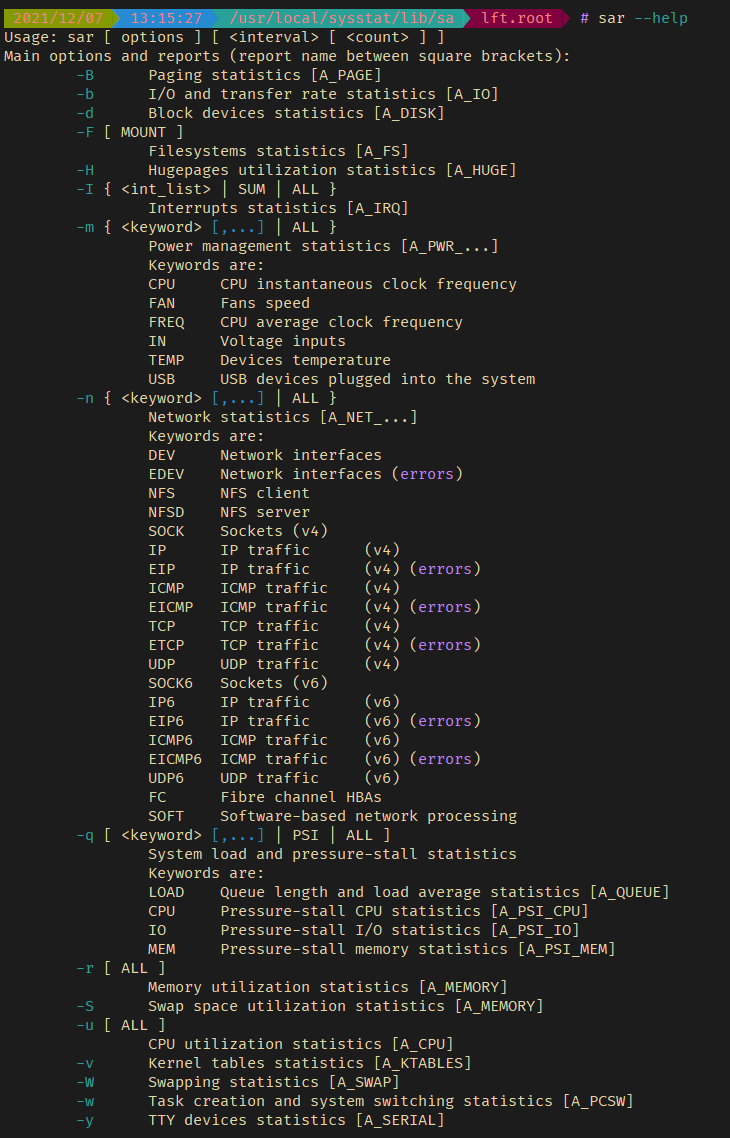 2021/12/07 13:15:27 /usr/local/sysstat/lib/sa lft.root # sar --help
Usage: sar [ options ] [ <interval> [ <count> ] ]
Main options and reports (report name between square brackets):
-B Paging statistics [A_PAGE]
-b I/O and transfer rate statistics [A_IO]
-d Block devices statistics [A_DISK]
-F [ MOUNT ]
Filesystems statistics [A_FS]
-H Hugepages utilization statistics [A_HUGE]
-I { <int_list> | SUM | ALL }
Interrupts statistics [A_IRQ]
-m { <keyword> [,...] | ALL }
Power management statistics [A_PWR_...]
Keywords are:
CPU CPU instantaneous clock frequency
FAN Fans speed
FREQ CPU average clock frequency
IN Voltage inputs
TEMP Devices temperature
USB USB devices plugged into the system
-n { <keyword> [,...] | ALL }
Network statistics [A_NET_...]
Keywords are:
DEV Network interfaces
EDEV Network interfaces (errors)
NFS NFS client
NFSD NFS server
SOCK Sockets (v4)
IP IP traffic (v4)
EIP IP traffic (v4) (errors)
ICMP ICMP traffic (v4)
EICMP ICMP traffic (v4) (errors)
TCP TCP traffic (v4)
ETCP TCP traffic (v4) (errors)
UDP UDP traffic (v4)
SOCK6 Sockets (v6)
IP6 IP traffic (v6)
EIP6 IP traffic (v6) (errors)
ICMP6 ICMP traffic (v6)
EICMP6 ICMP traffic (v6) (errors)
UDP6 UDP traffic (v6)
FC Fibre channel HBAs
SOFT Software-based network processing
-q [ <keyword> [,...] | PSI | ALL ]
System load and pressure-stall statistics
Keywords are:
LOAD Queue length and load average statistics [A_QUEUE]
CPU Pressure-stall CPU statistics [A_PSI_CPU]
IO Pressure-stall I/O statistics [A_PSI_IO]
MEM Pressure-stall memory statistics [A_PSI_MEM]
-r [ ALL ]
Memory utilization statistics [A_MEMORY]
-S Swap space utilization statistics [A_MEMORY]
-u [ ALL ]
CPU utilization statistics [A_CPU]
-v Kernel tables statistics [A_KTABLES]
-W Swapping statistics [A_SWAP]
-w Task creation and system switching statistics [A_PCSW]
-y TTY devices statistics [A_SERIAL]